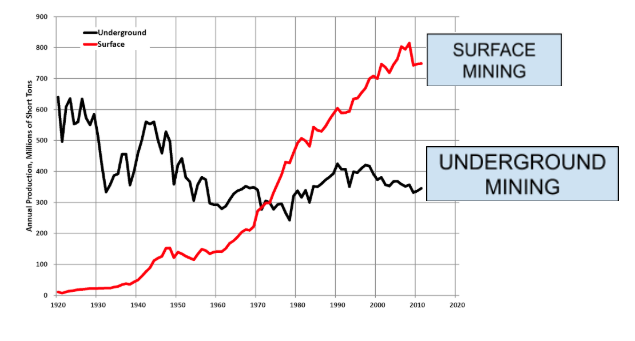 900
800
700
600
500
400
300
200
100
0
Annual Production, Millions of Short Tons
Underground
Surface
1920 1930 1940 1950 1960 1970 1980 1990 2000 2010 2020
SURFACE
MINING
UNDERGROUND
MINING